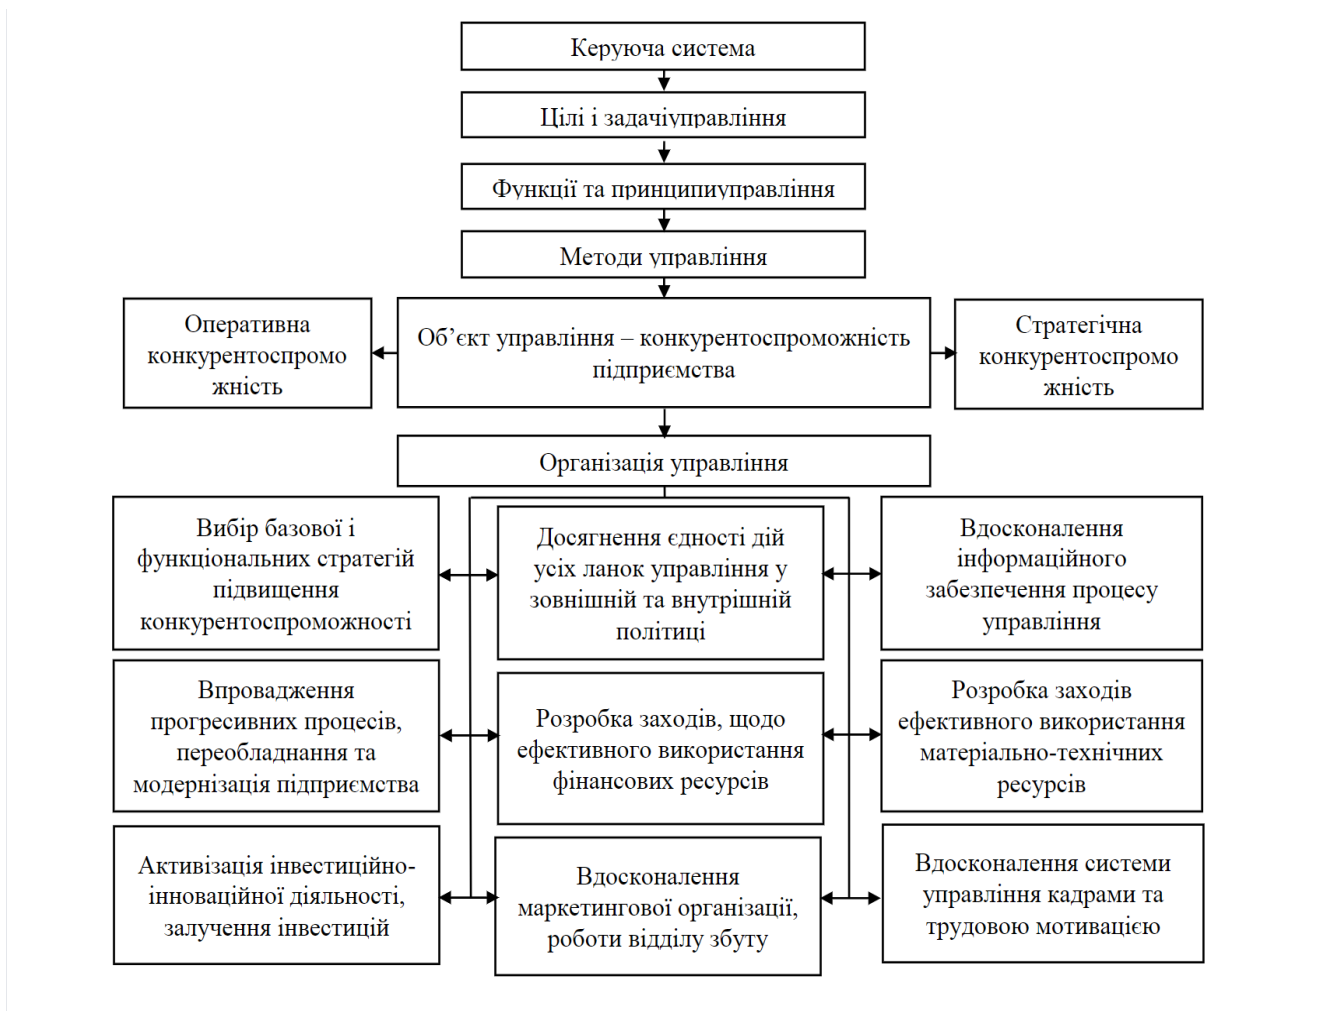 Керуюча система
Цілі і задачіуправління
Функції та принципиуправління
Методи управління
Оперативна
конкурентоспромо
жність
Об’єкт управління – конкурентоспроможність
підприємства
Стратегічна
конкурентоспромо
жність
Організація управління
Вибір базової і
функціональних стратегій
підвищення
конкурентоспроможності
Досягнення єдності дій
усіх ланок управління у
зовнішній та внутрішній
політиці
Вдосконалення
інформаційного
забезпечення процесу
управління
Впровадження
прогресивних процесів,
переобладнання та
модернізація підприємства
Розробка заходів, щодо
ефективного використання
фінансових ресурсів
Розробка заходів
ефективного використання
матеріально-технічних
ресурсів
Активізація інвестиційно-
інноваційної діяльності,
залучення інвестицій
Вдосконалення
маркетингової організації,
роботи відділу збуту
Вдосконалення системи
управління кадрами та
трудовою мотивацією